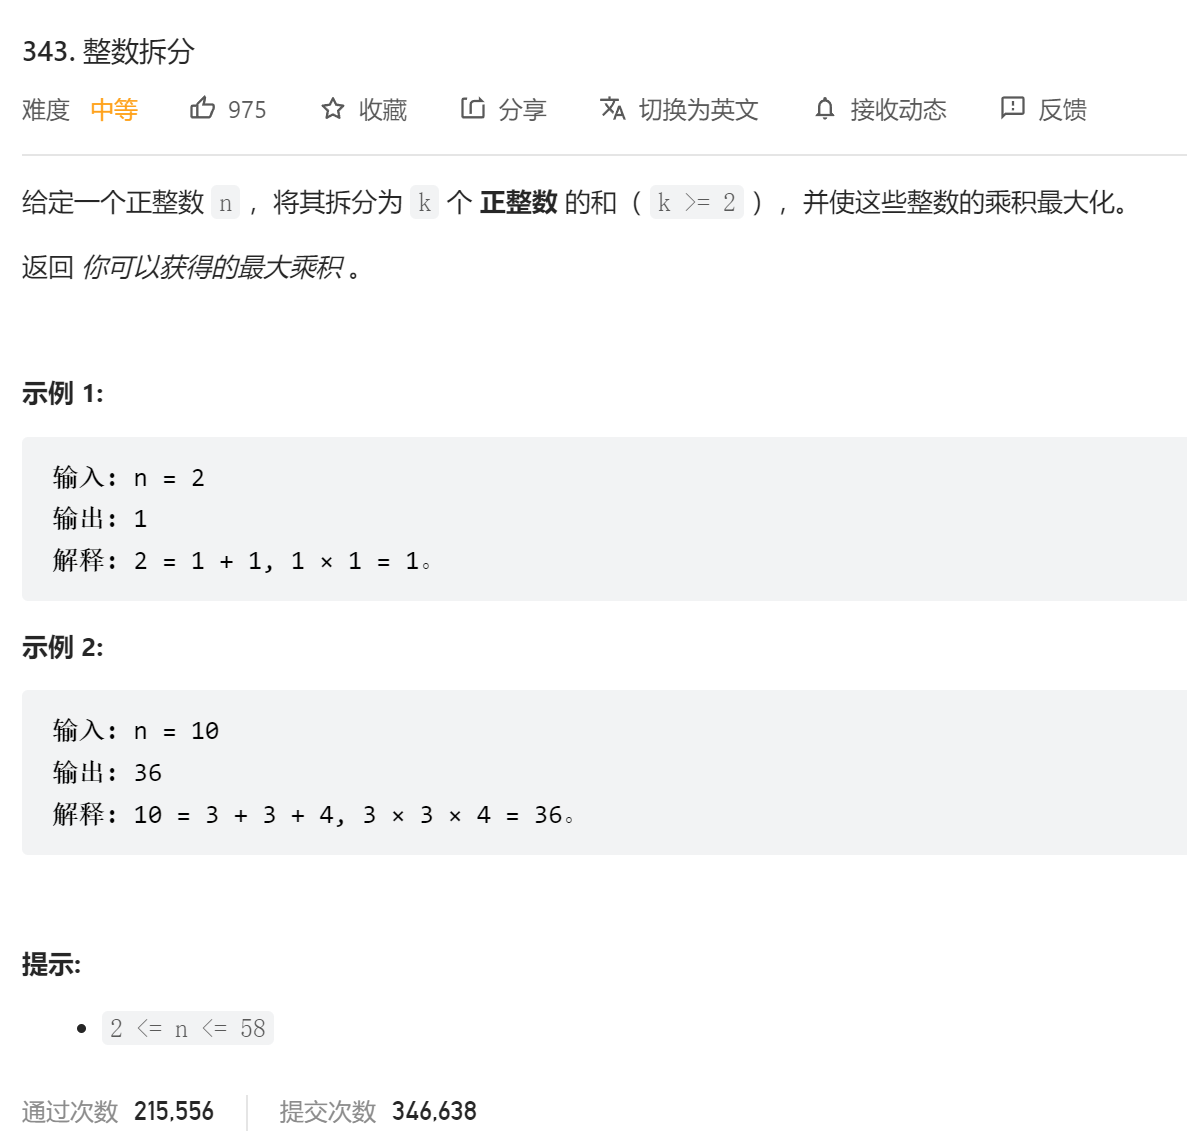 343. 整数拆分
难度 中等 975 收藏 分享 切换为英文 接收动态 反馈
给定一个正整数 n ，将其拆分为 k 个 正整数 的和（ k >= 2 ），并使这些整数的乘积最大化。
返回 你可以获得的最大乘积 。
示例 1:
输入: n = 2
输出: 1
解释: 2 = 1 + 1, 1 × 1 = 1。
示例 2:
输入: n = 10
输出: 36
解释: 10 = 3 + 3 + 4, 3 × 3 × 4 = 36。
提示:
• 2 <= n <= 58
通过次数 215,556 提交次数 346,638